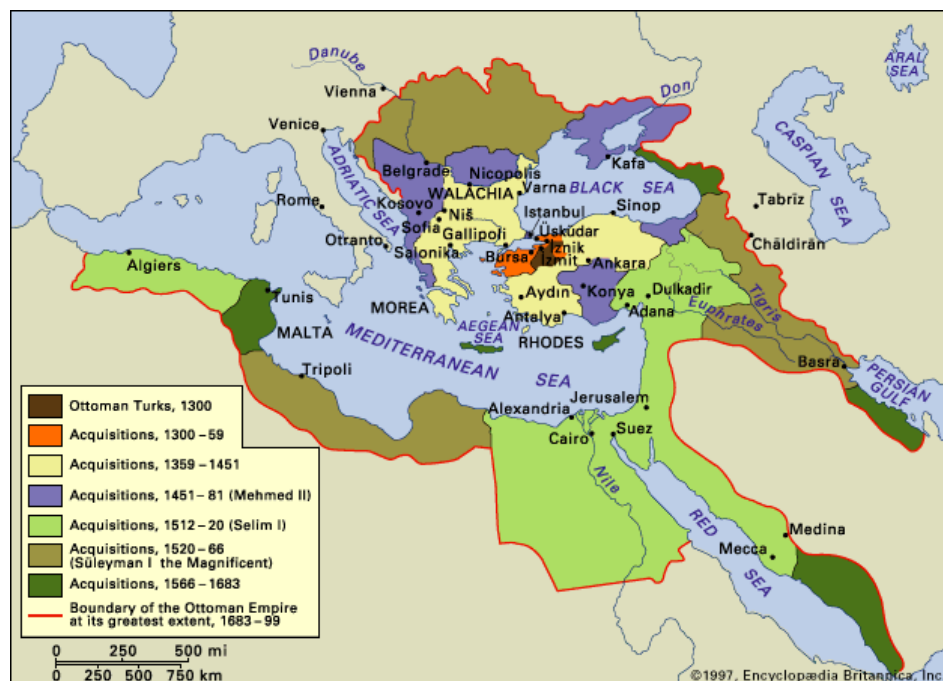 Danube
Vienna
Don
ARAL
SEA
Venice
CASPIAN
SEA
ADRIATIC SEA
Belgrade
Nicopolis
Kafa
WALACHIA
Varna
BLACK SEA
Rome
Kosovo
Niš
Sinop
Tabrīz
Sofia
Istanbul
Üsküdar
Gallipoli
Otranto
Salonika
İznik
Chāldirān
Algiers
Bursa
İzmit
Ankara
Tunis
MOREA
Aydın
Konya
Dulkadir
Tigris
MALTA
Antalya
Adana
Euphrates
AEGEAN
SEA
RHODES
MEDITERRANEAN SEA
Basra
PERSIAN
GULF
Tripoli
Jerusalem
Alexandria
Cairo
Suez
Nile
RED
SEA
Medina
Mecca
Ottoman Turks, 1300
Acquisitions, 1300–59
Acquisitions, 1359–1451
Acquisitions, 1451–81 (Mehmed II)
Acquisitions, 1512–20 (Selim I)
Acquisitions, 1520–66
(Süleyman I the Magnificent)
Acquisitions, 1566–1683
Boundary of the Ottoman Empire
at its greatest extent, 1683–99
0 250 500 mi
0 250 500 750 km
©1997, Encyclopædia Britannica, Inc